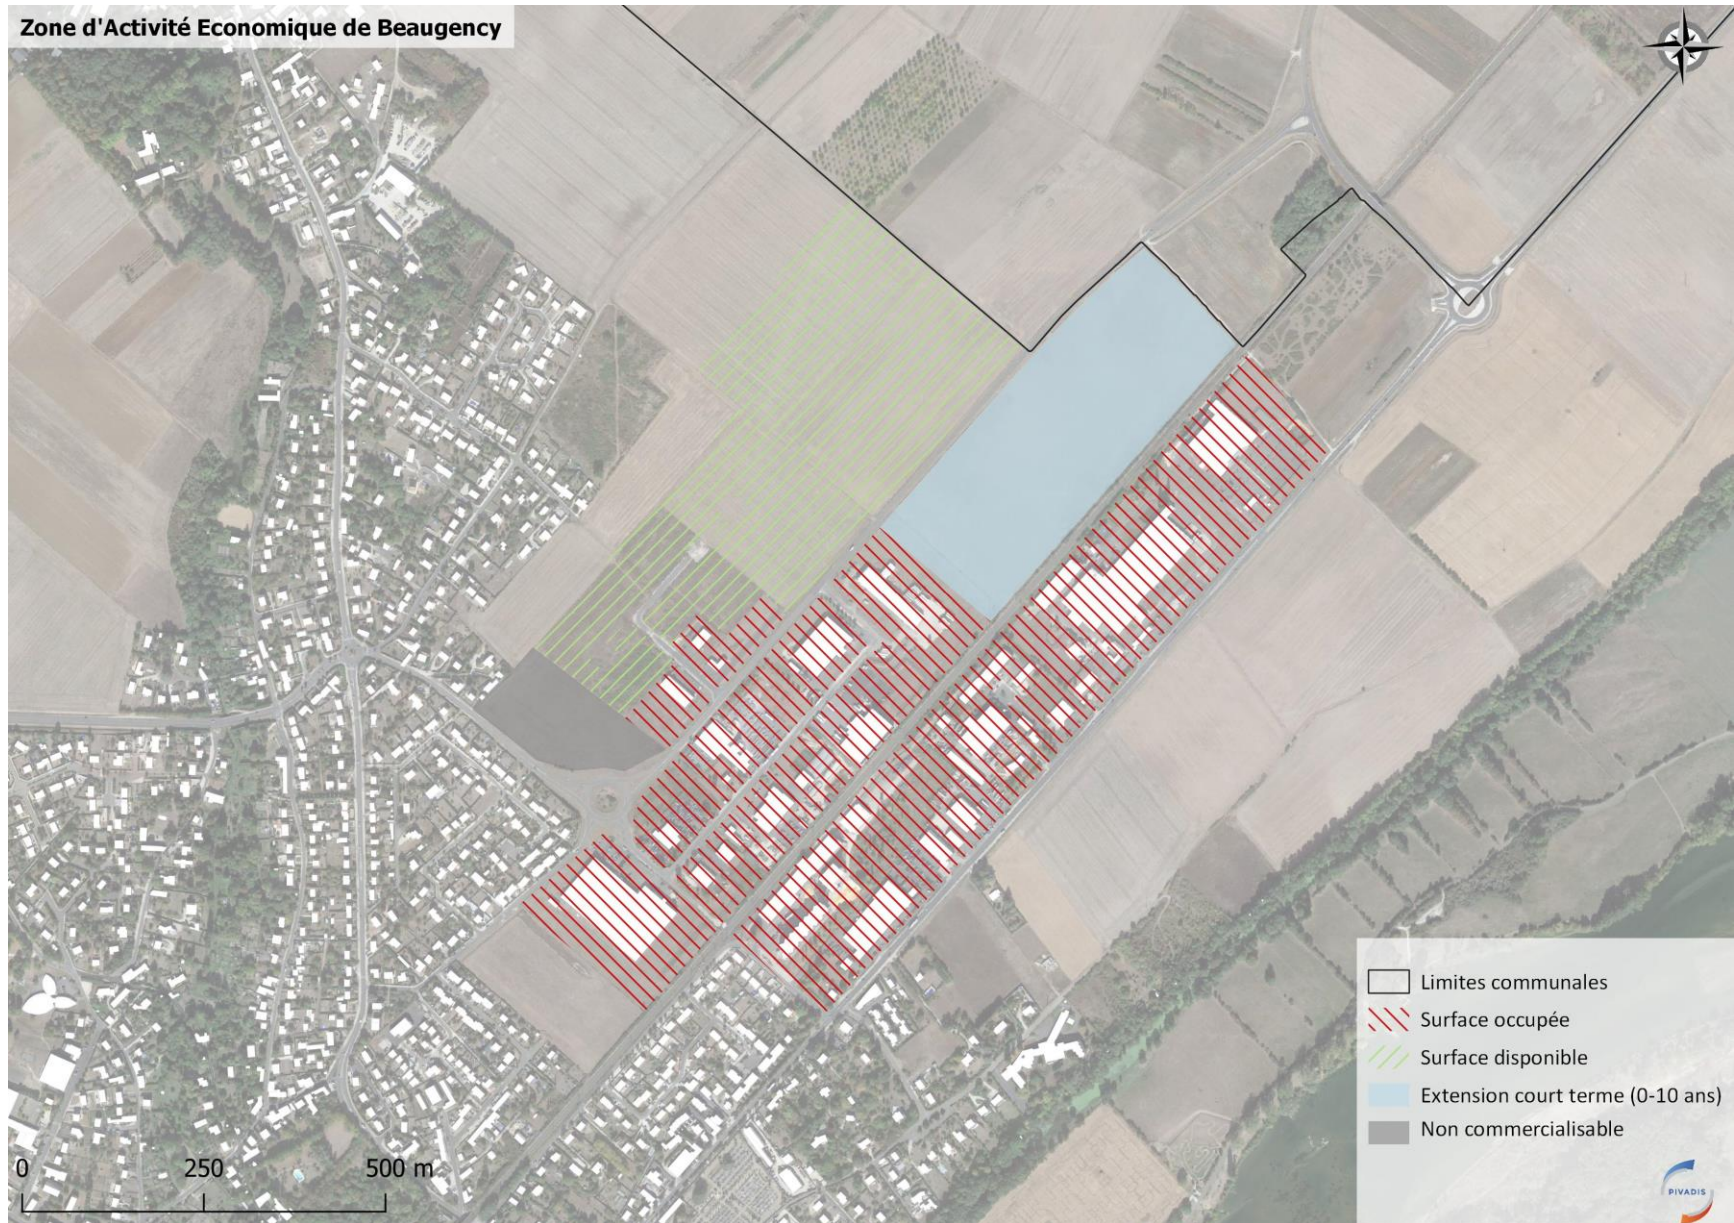 Zone d'Activité Economique de Beaugency
Limites communales
Surface occupée
Surface disponible
Extension court terme (0-10 ans)
Non commercialisable
0 250 500 m
PIVADIS